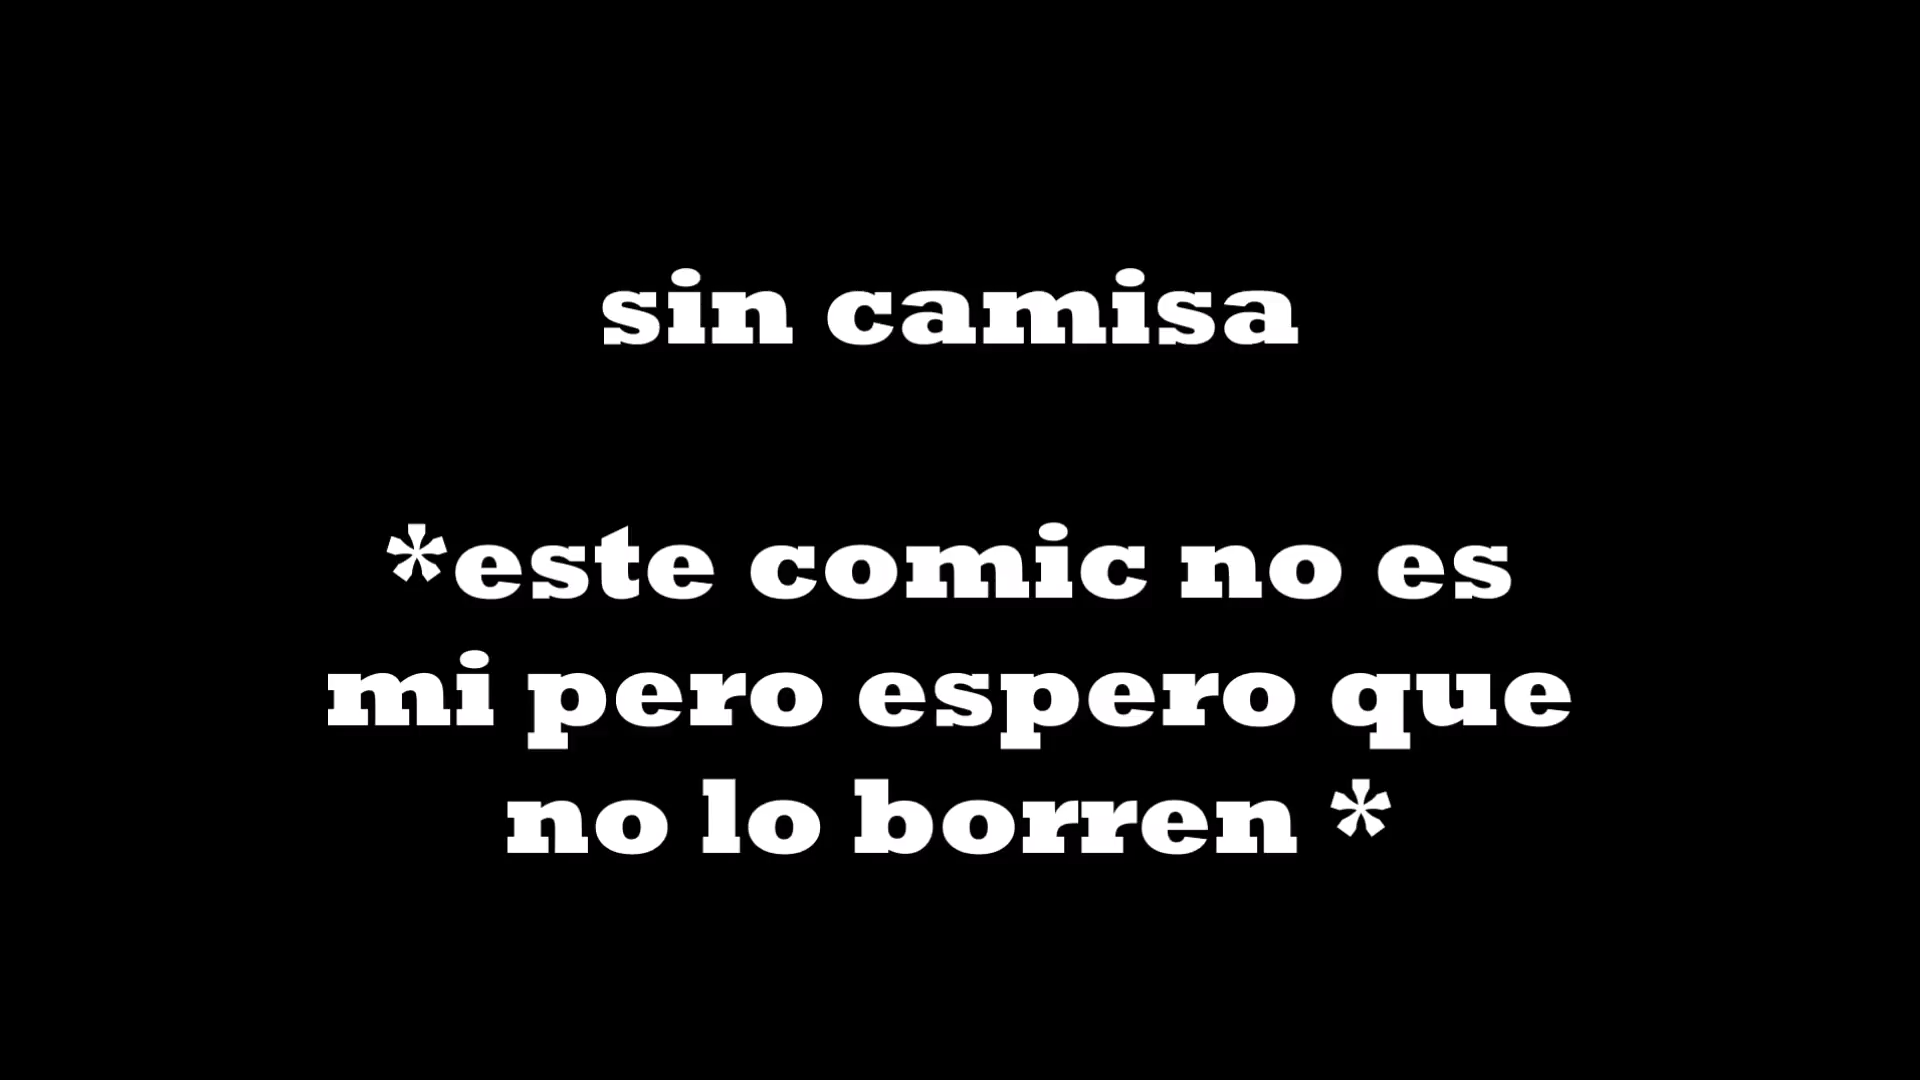 sin camisa
*este comic no es
mi pero espero que
no lo borren *